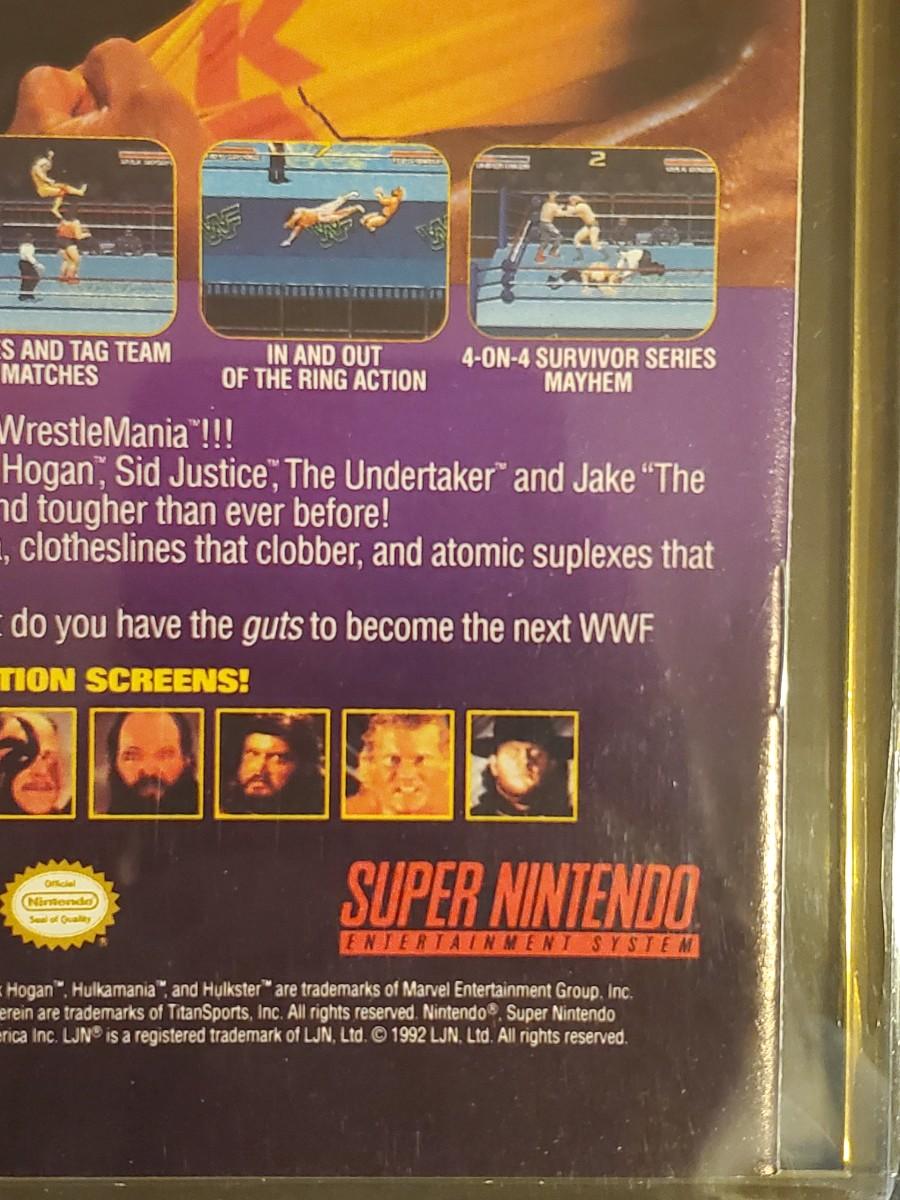 K
2
WF
WF
W
S AND TAG TEAM
MATCHES
IN AND OUT
OF THE RING ACTION
4-ON-4 SURVIVOR SERIES
MAYHEM
WrestleMania™!!!
Hogan™, Sid Justice™, The Undertaker™ and Jake “The
nd tougher than ever before!
, clotheslines that clobber, and atomic suplexes that
do you have the guts to become the next WWF
TION SCREENS!
Official
Nintendo
Seal of Quality
®
SUPER NINTENDO
ENTERTAINMENT SYSTEM
Hogan™, Hulkamania™, and Hulkster™ are trademarks of Marvel Entertainment Group, Inc.
erein are trademarks of TitanSports, Inc. All rights reserved. Nintendo®, Super Nintendo
erica Inc. LJN® is a registered trademark of LJN, Ltd. © 1992 LJN, Ltd. All rights reserved.